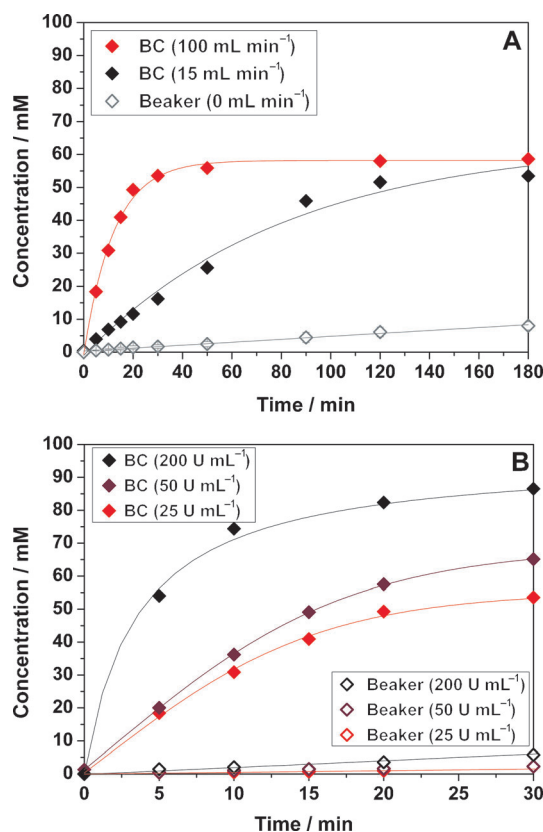 A
BC (100 mL min⁻¹)
BC (15 mL min⁻¹)
Beaker (0 mL min⁻¹)
Concentration / mM
100
90
80
70
60
50
40
30
20
10
0
0 20 40 60 80 100 120 140 160 180
Time / min
B
BC (200 U mL⁻¹)
BC (50 U mL⁻¹)
BC (25 U mL⁻¹)
Concentration / mM
100
90
80
70
60
50
40
30
20
10
0
Beaker (200 U mL⁻¹)
Beaker (50 U mL⁻¹)
Beaker (25 U mL⁻¹)
0 5 10 15 20 25 30
Time / min